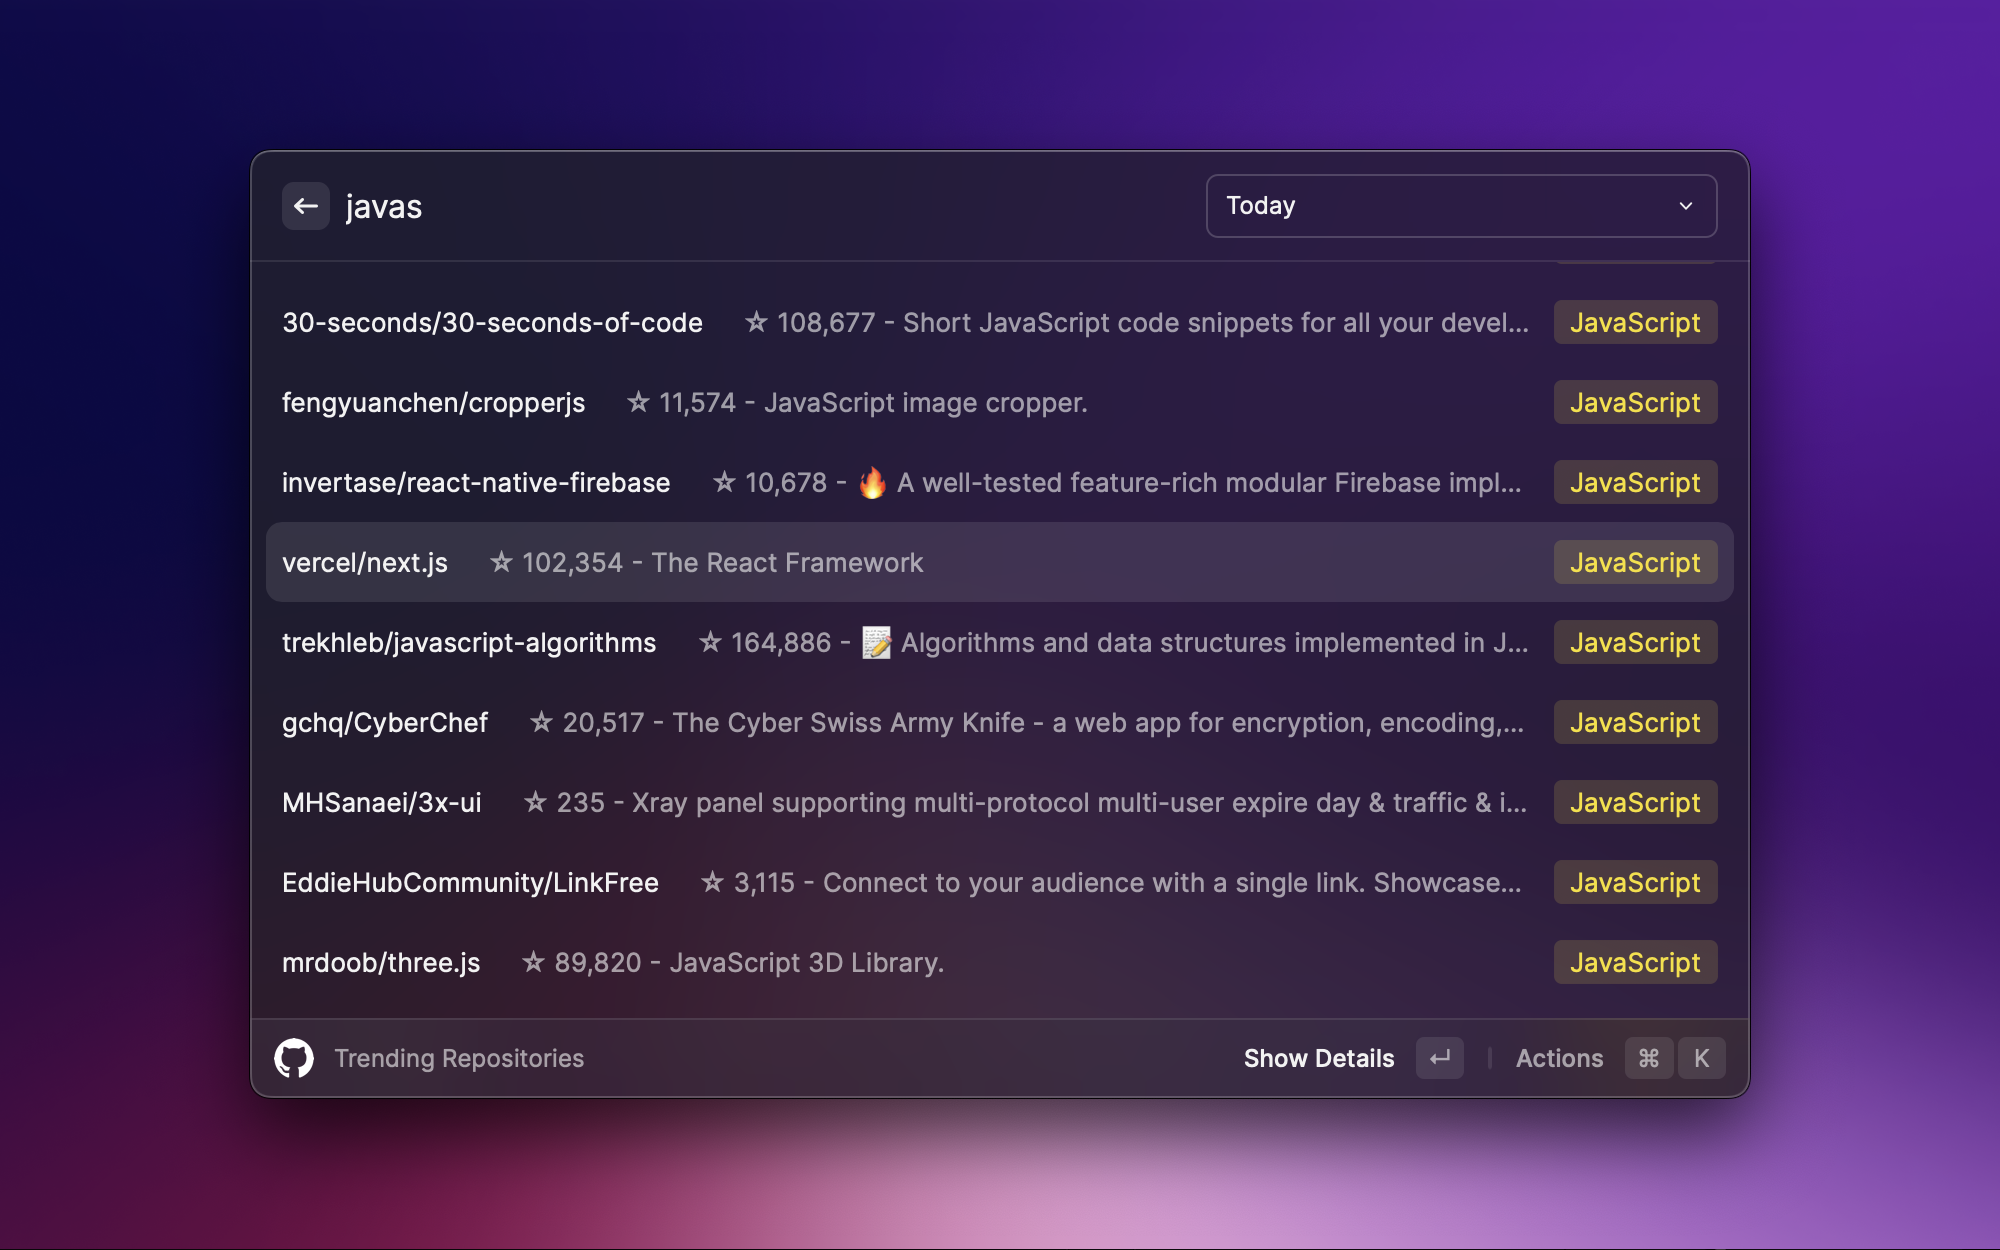 javas Today
30-seconds/30-seconds-of-code ☆ 108,677 - Short JavaScript code snippets for all your devel... JavaScript
fengyuanchen/cropperjs ☆ 11,574 - JavaScript image cropper. JavaScript
invertase/react-native-firebase ☆ 10,678 - 🔥 A well-tested feature-rich modular Firebase impl... JavaScript
vercel/next.js ☆ 102,354 - The React Framework JavaScript
trekhleb/javascript-algorithms ☆ 164,886 - 📝 Algorithms and data structures implemented in J... JavaScript
gchq/CyberChef ☆ 20,517 - The Cyber Swiss Army Knife - a web app for encryption, encoding,... JavaScript
MHSanaei/3x-ui ☆ 235 - Xray panel supporting multi-protocol multi-user expire day & traffic & i... JavaScript
EddieHubCommunity/LinkFree ☆ 3,115 - Connect to your audience with a single link. Showcase... JavaScript
mrdoob/three.js ☆ 89,820 - JavaScript 3D Library. JavaScript
Trending Repositories Show Details ↵ Actions ⌘ K